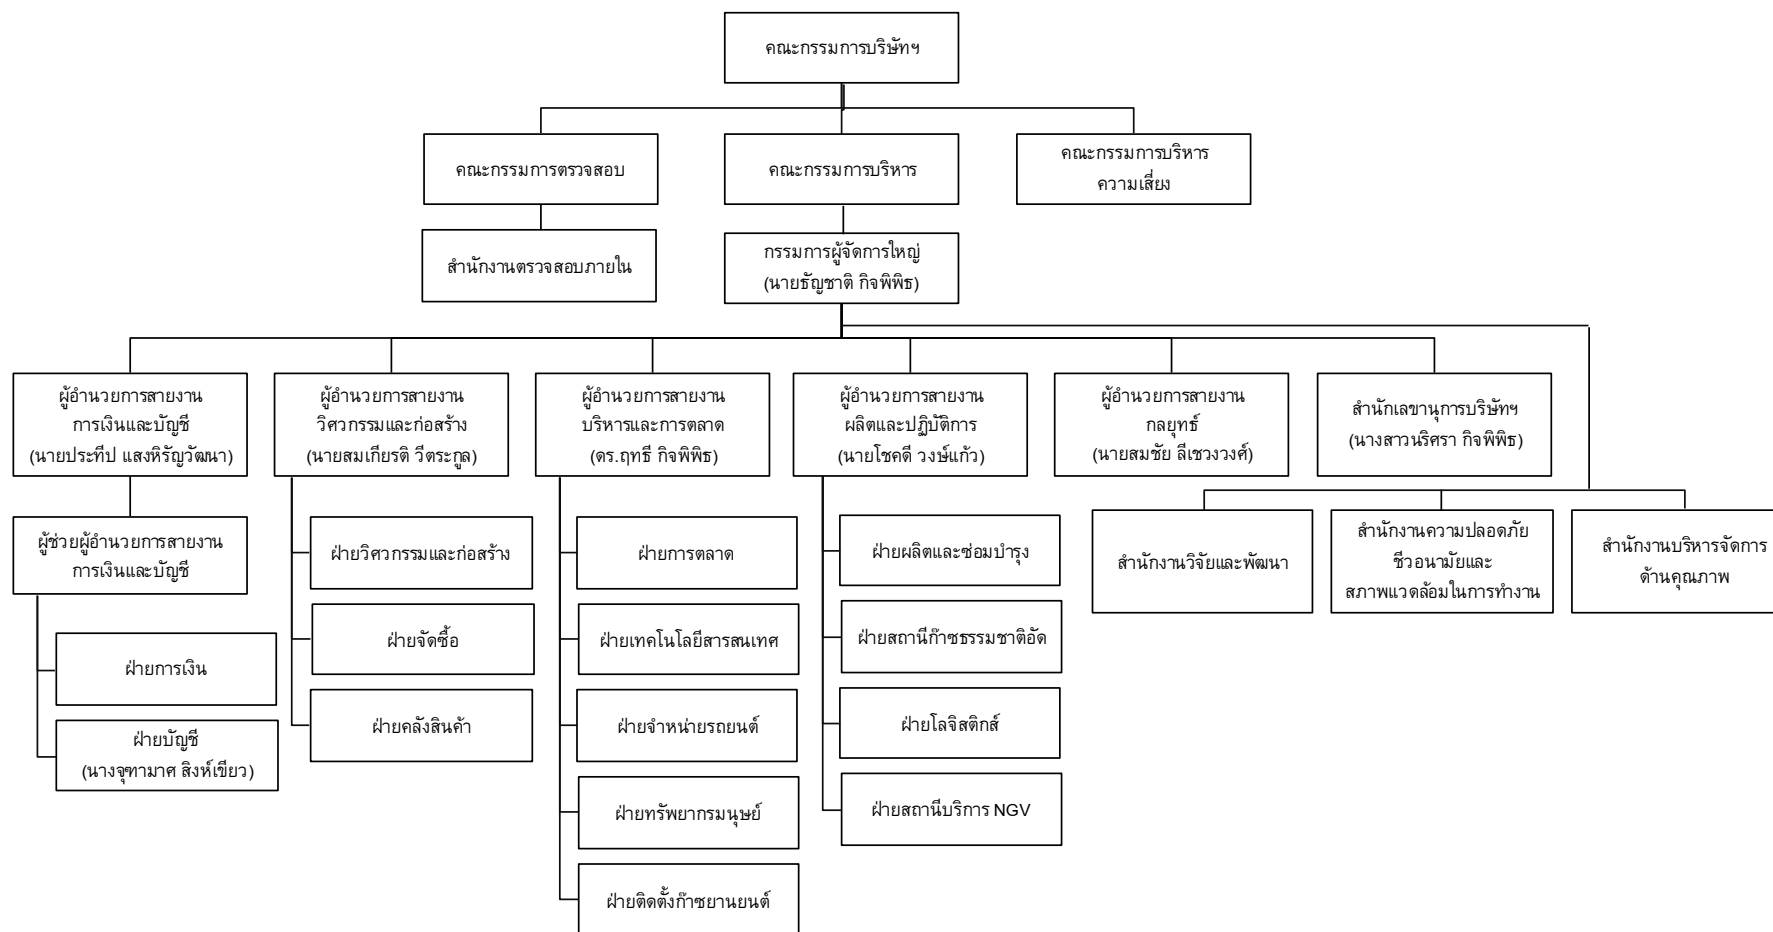 คณะกรรมการบริษัทฯ
คณะกรรมการตรวจสอบ
คณะกรรมการบริหาร
คณะกรรมการบริหาร
ความเสี่ยง
สำนักงานตรวจสอบภายใน
กรรมการผู้จัดการใหญ่
(นายธัญชาติ กิจพิพิธ)
ผู้อำนวยการสายงาน
การเงินและบัญชี
(นายประทีป แสงหิรัญวัฒนา)
ผู้อำนวยการสายงาน
วิศวกรรมและก่อสร้าง
(นายสมเกียรติ วีตระกูล)
ผู้อำนวยการสายงาน
บริหารและการตลาด
(ดร.ฤทธี กิจพิพิธ)
ผู้อำนวยการสายงาน
ผลิตและปฏิบัติการ
(นายโชคดี วงษ์แก้ว)
ผู้อำนวยการสายงาน
กลยุทธ์
(นายสมชัย ลีเชวงวงศ์)
สำนักเลขานุการบริษัทฯ
(นางสาวนริศรา กิจพิพิธ)
ผู้ช่วยผู้อำนวยการสายงาน
การเงินและบัญชี
ฝ่ายการเงิน
ฝ่ายบัญชี
(นางจุฑามาศ สิงห์เขียว)
ฝ่ายวิศวกรรมและก่อสร้าง
ฝ่ายจัดซื้อ
ฝ่ายคลังสินค้า
ฝ่ายการตลาด
ฝ่ายเทคโนโลยีสารสนเทศ
ฝ่ายจำหน่ายรถยนต์
ฝ่ายทรัพยากรมนุษย์
ฝ่ายติดตั้งก๊าซยานยนต์
ฝ่ายผลิตและซ่อมบำรุง
ฝ่ายสถานีก๊าซธรรมชาติอัด
ฝ่ายโลจิสติกส์
ฝ่ายสถานีบริการ NGV
สำนักงานวิจัยและพัฒนา
สำนักงานความปลอดภัย
ชีวอนามัยและ
สภาพแวดล้อมในการทำงาน
สำนักงานบริหารจัดการ
ด้านคุณภาพ